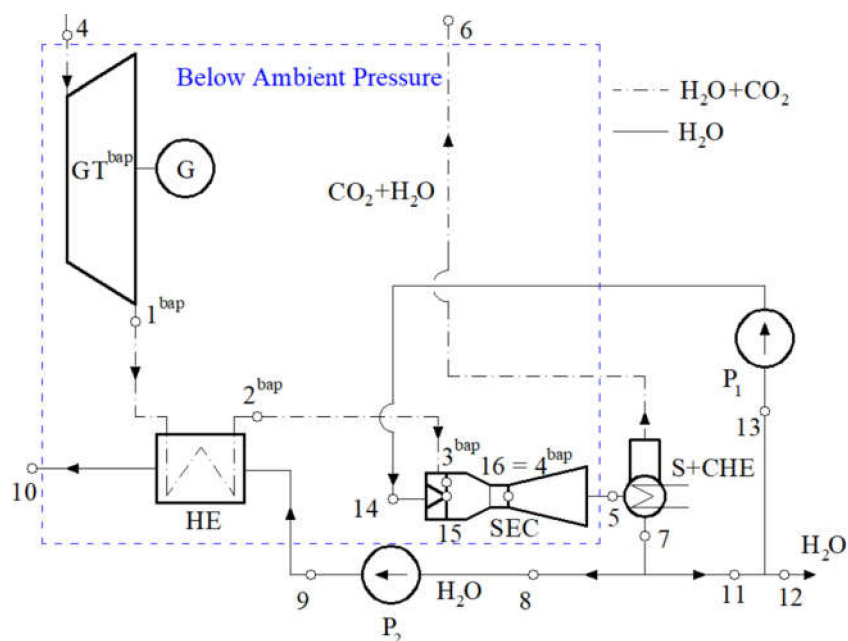 4
6
Below Ambient Pressure
H₂O+CO₂
H₂O
GTᵇᵃᵖ
G
CO₂+H₂O
1ᵇᵃᵖ
P₁
2ᵇᵃᵖ
13
3ᵇᵃᵖ
S+CHE
16 = 4ᵇᵃᵖ
10
HE
14
15
SEC
5
7
H₂O
9
P₂
H₂O
8
11
12